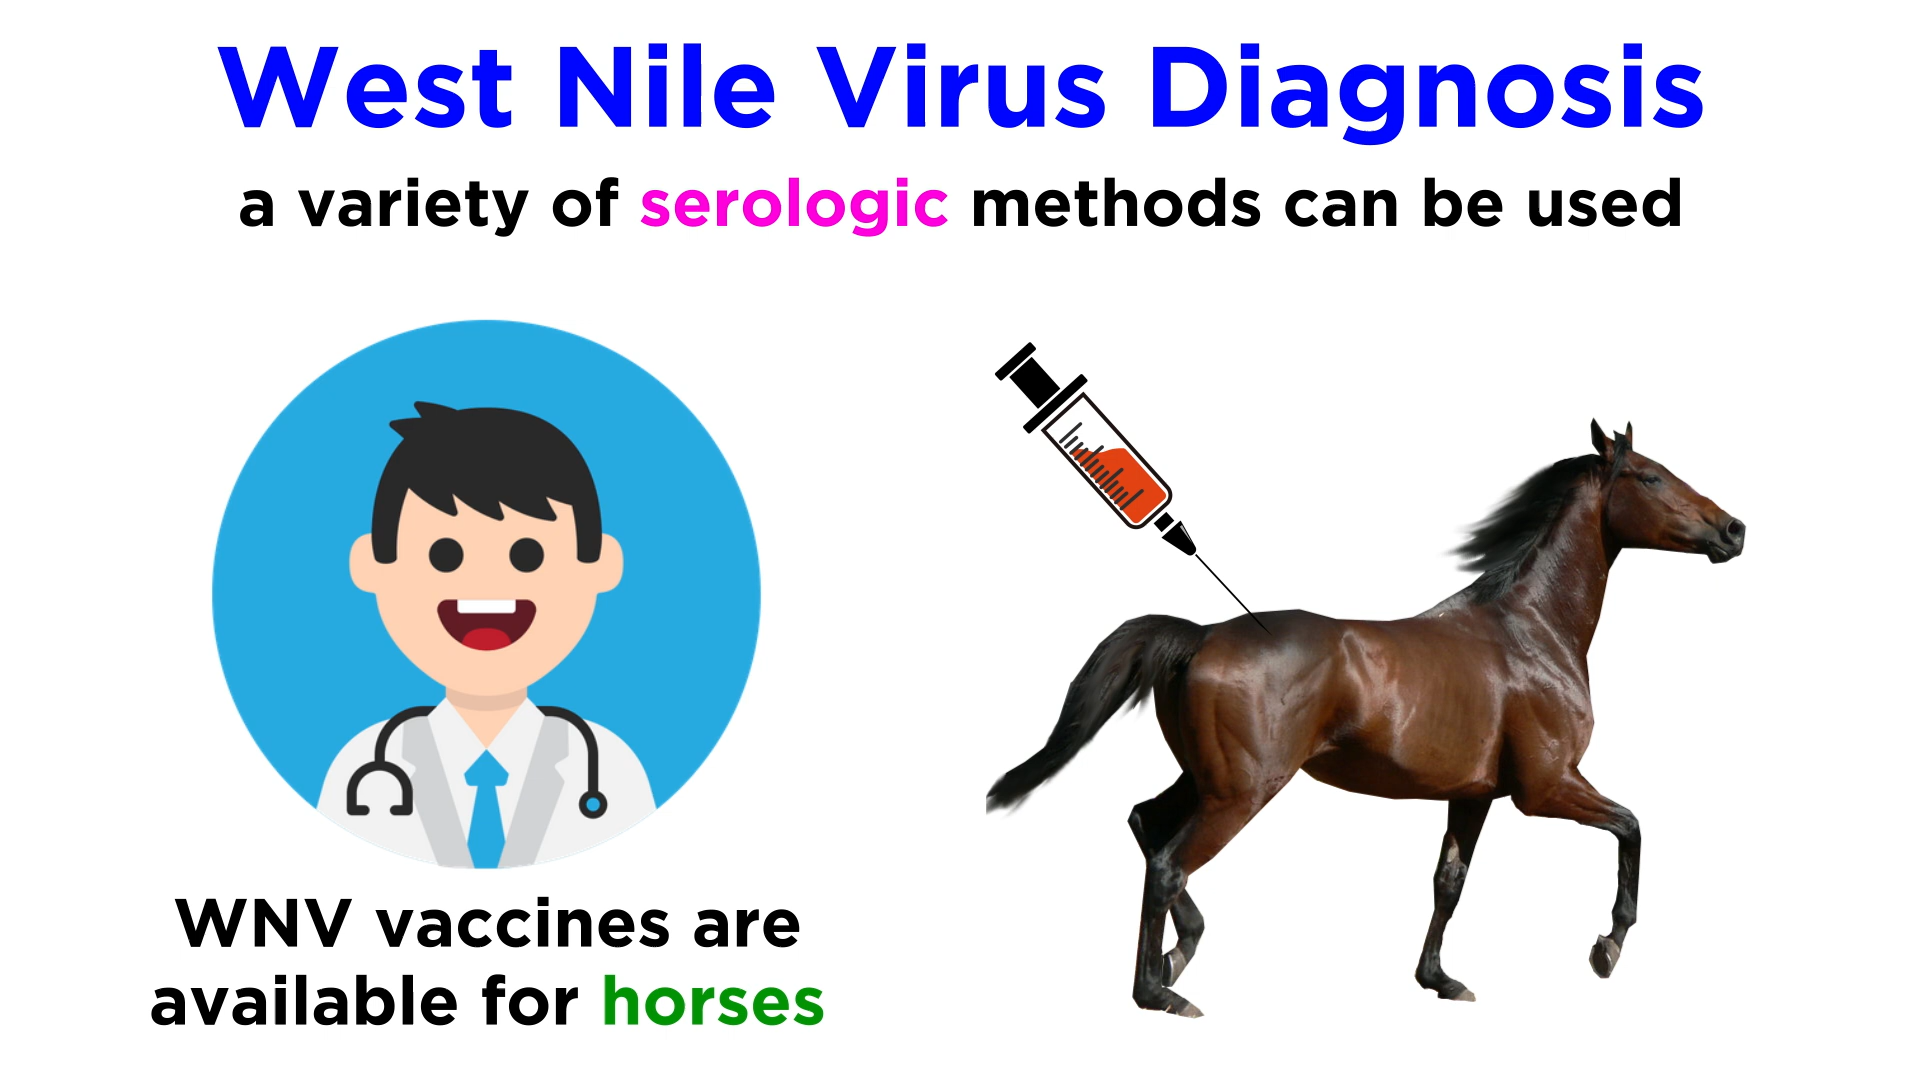 West Nile Virus Diagnosis
a variety of serologic methods can be used
WNV vaccines are
available for horses